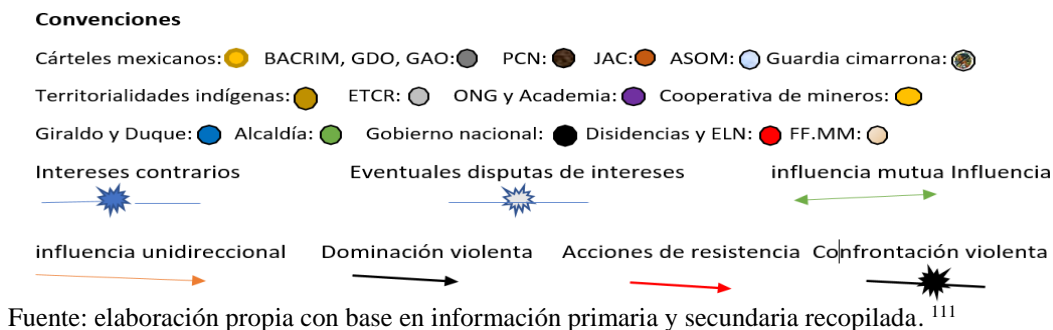 Convenciones
Cárteles mexicanos: BACRIM, GDO, GAO: PCN: JAC: ASOM: Guardia cimarrona:
Territorialidades indígenas: ETCR: ONG y Academia: Cooperativa de mineros:
Giraldo y Duque: Alcaldía: Gobierno nacional: Disidencias y ELN: FF.MM:
Intereses contrarios Eventuales disputas de intereses influencia mutua Influencia
influencia unidireccional Dominación violenta Acciones de resistencia Confrontación violenta
Fuente: elaboración propia con base en información primaria y secundaria recopilada. 111